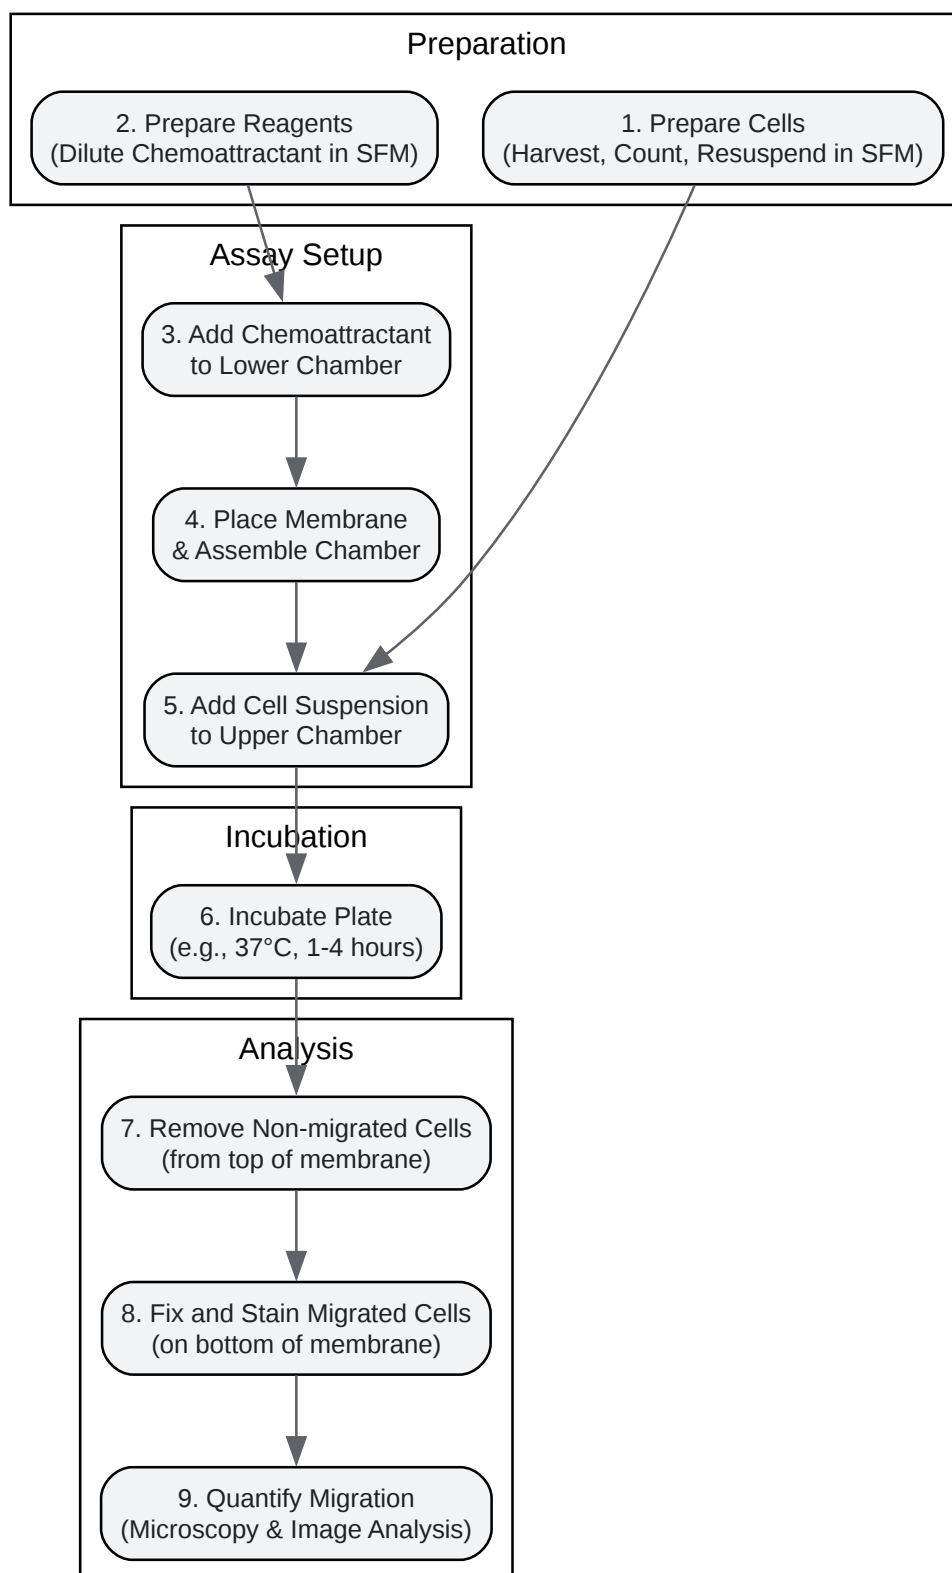 Preparation
2. Prepare Reagents
(Dilute Chemoattractant in SFM)
1. Prepare Cells
(Harvest, Count, Resuspend in SFM)
Assay Setup
3. Add Chemoattractant
to Lower Chamber
4. Place Membrane
& Assemble Chamber
5. Add Cell Suspension
to Upper Chamber
Incubation
6. Incubate Plate
(e.g., 37°C, 1-4 hours)
Analysis
7. Remove Non-migrated Cells
(from top of membrane)
8. Fix and Stain Migrated Cells
(on bottom of membrane)
9. Quantify Migration
(Microscopy & Image Analysis)